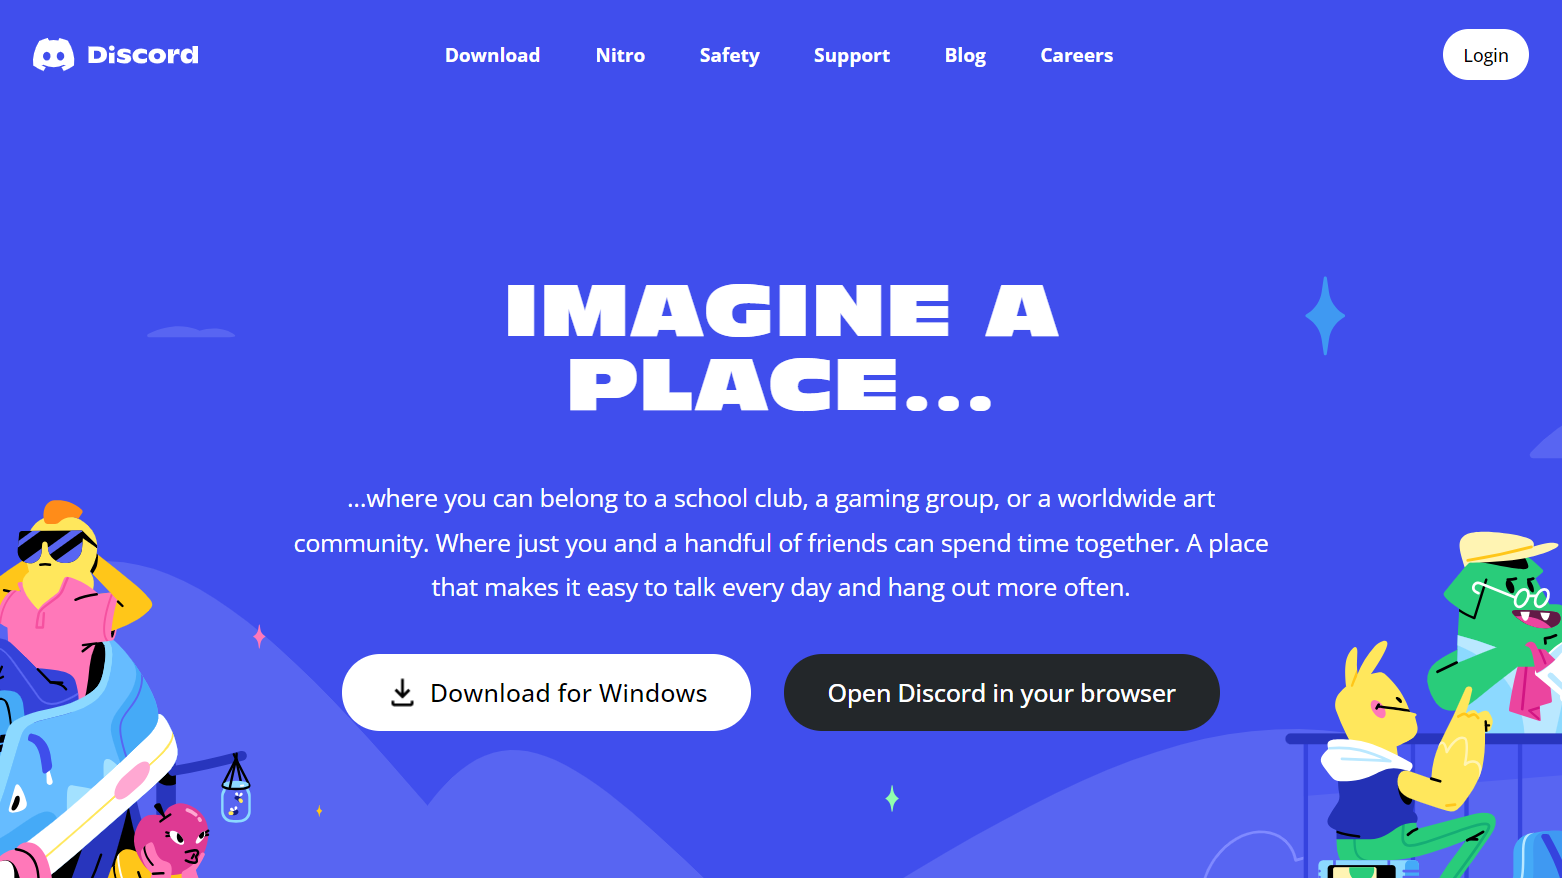 Discord
Download
Nitro
Safety
Support
Blog
Careers
Login
IMAGINE A
PLACE...
...where you can belong to a school club, a gaming group, or a worldwide art
community. Where just you and a handful of friends can spend time together. A place
that makes it easy to talk every day and hang out more often.
Download for Windows
Open Discord in your browser